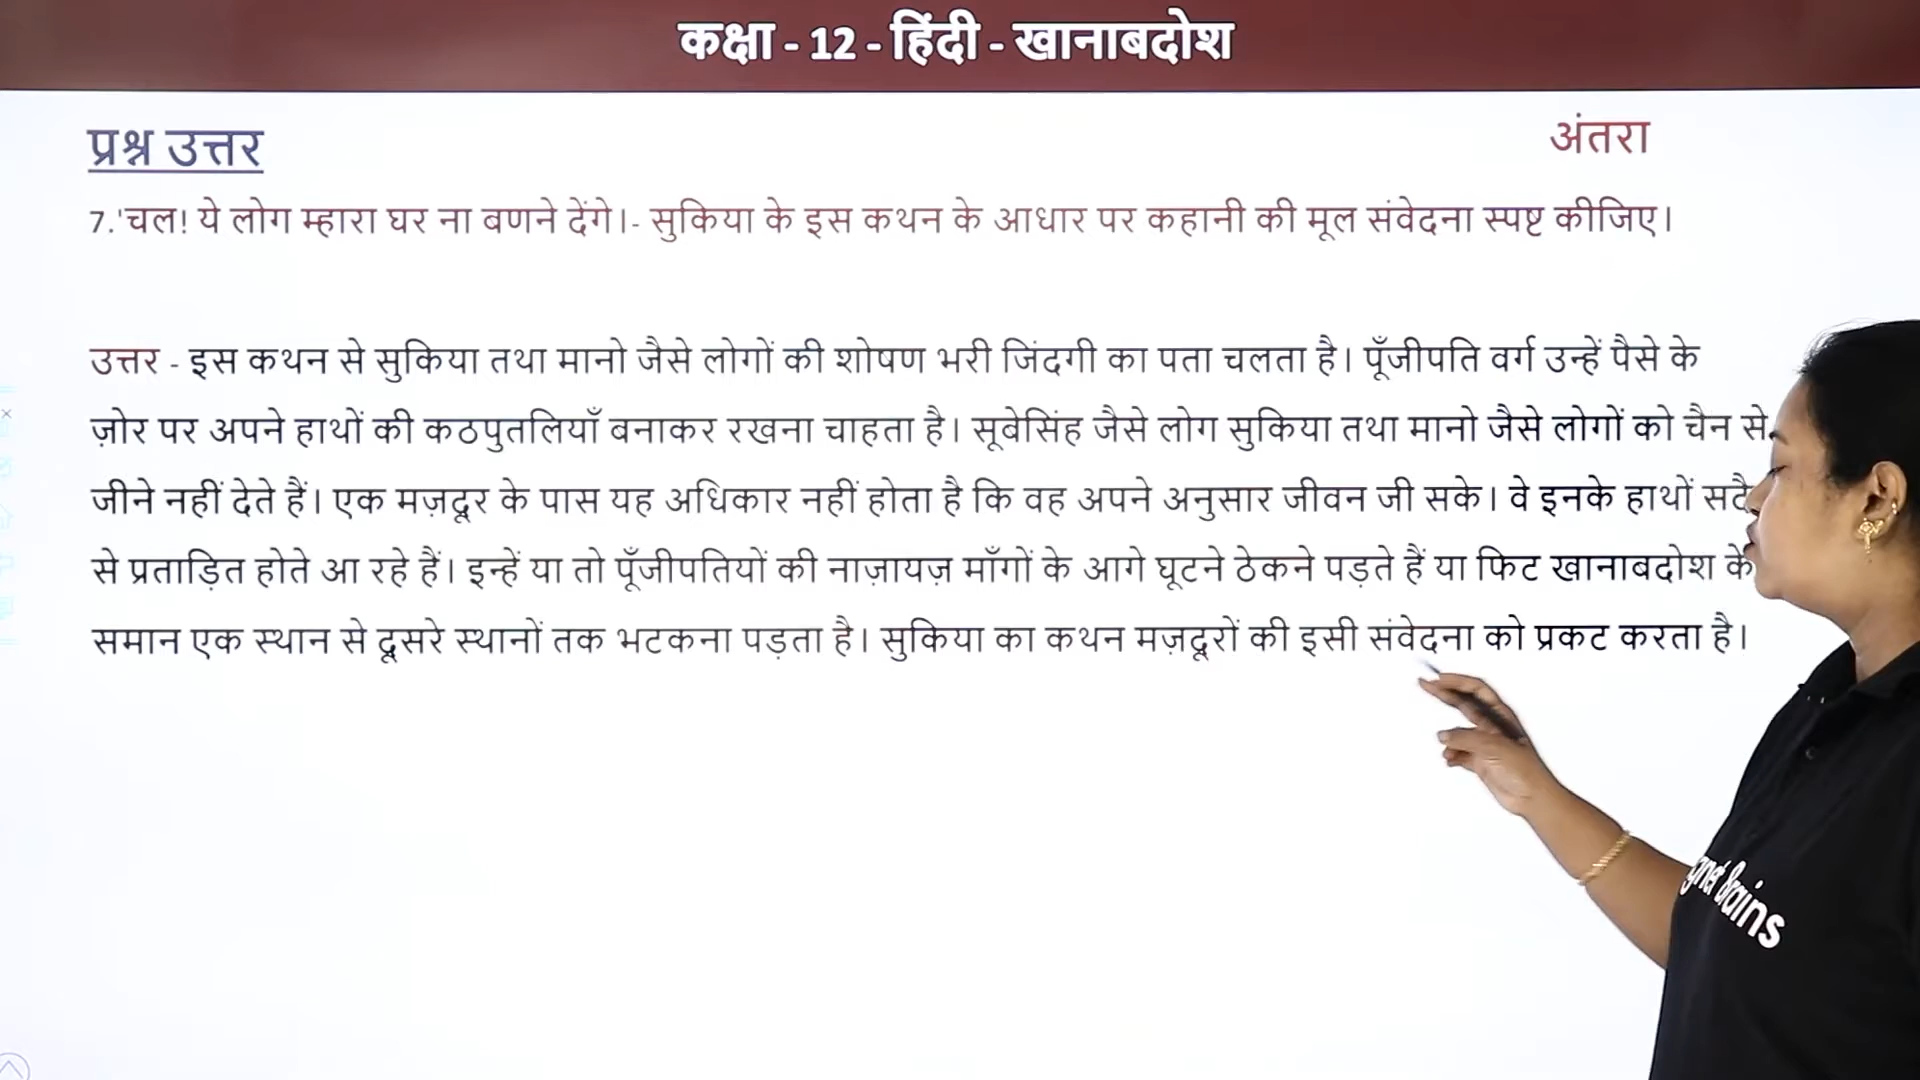 कक्षा - 12 - हिंदी - खानाबदोश
प्रश्न उत्तर
अंतरा
7.'चल! ये लोग म्हारा घर ना बणने देंगे।- सुकिया के इस कथन के आधार पर कहानी की मूल संवेदना स्पष्ट कीजिए।
उत्तर - इस कथन से सुकिया तथा मानो जैसे लोगों की शोषण भरी जिंदगी का पता चलता है। पूँजीपति वर्ग उन्हें पैसे के
ज़ोर पर अपने हाथों की कठपुतलियाँ बनाकर रखना चाहता है। सूबेसिंह जैसे लोग सुकिया तथा मानो जैसे लोगों को चैन से
जीने नहीं देते हैं। एक मज़दूर के पास यह अधिकार नहीं होता है कि वह अपने अनुसार जीवन जी सके। वे इनके हाथों
से प्रताड़ित होते आ रहे हैं। इन्हें या तो पूँजीपतियों की नाज़ायज़ माँगों के आगे घूटने ठेकने पड़ते हैं या फिट खानाबदोश के
समान एक स्थान से दूसरे स्थानों तक भटकना पड़ता है। सुकिया का कथन मज़दूरों की इसी संवेदना को प्रकट करता है।
Brains